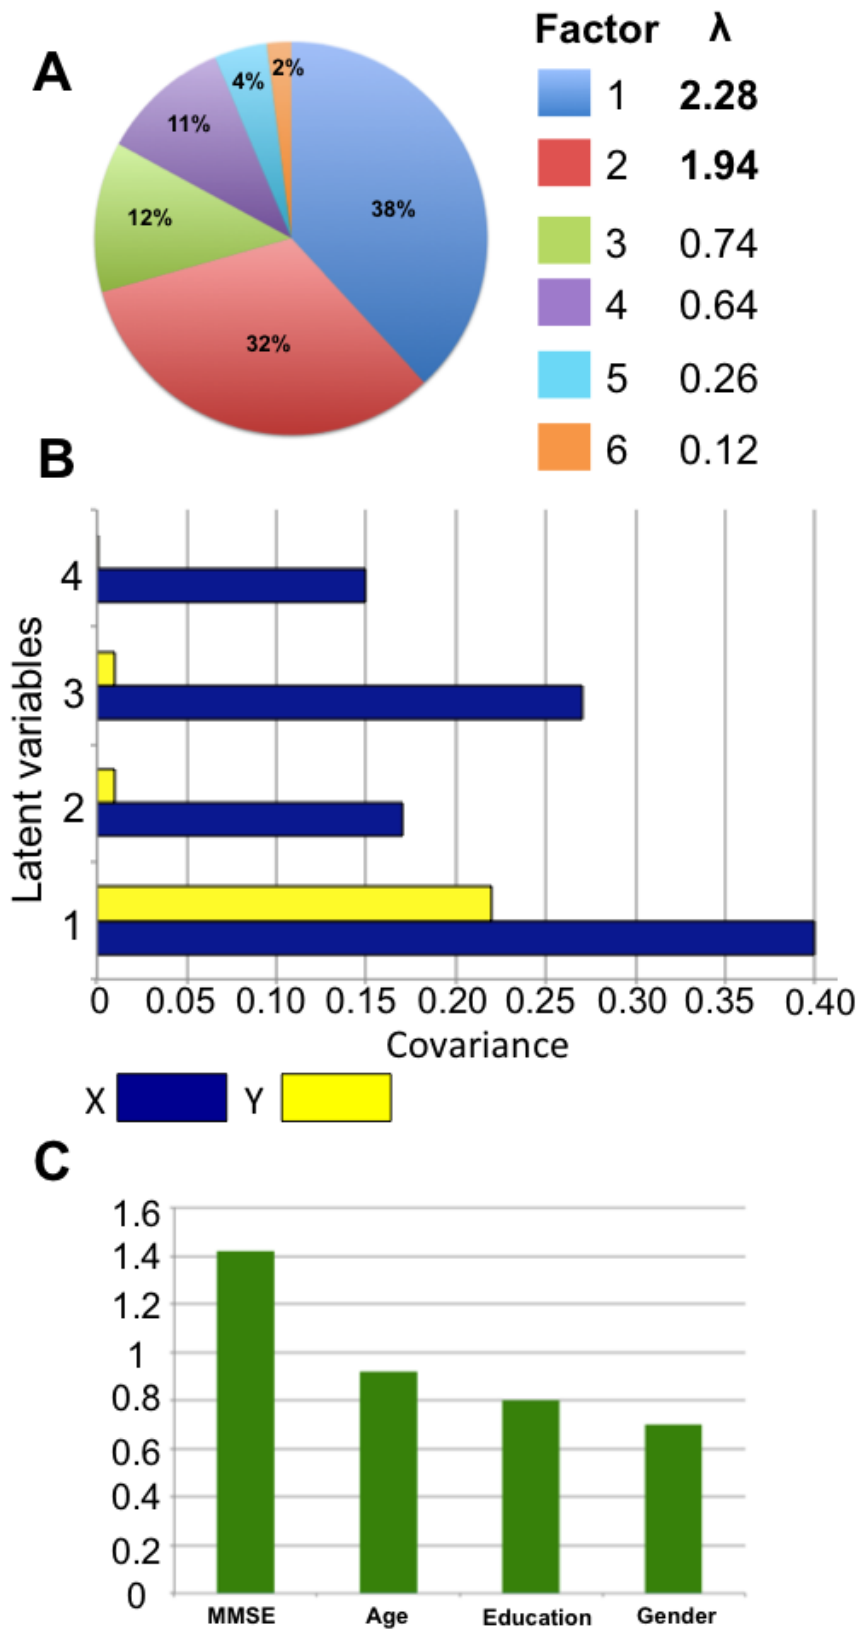 A
Factor λ
1 2.28
2 1.94
3 0.74
4 0.64
5 0.26
6 0.12
38%
32%
12%
11%
4%
2%
B
Latent variables
4
3
2
1
0 0.05 0.10 0.15 0.20 0.25 0.30 0.35 0.40
Covariance
X Y
C
1.6
1.4
1.2
1
0.8
0.6
0.4
0.2
0
MMSE Age Education Gender